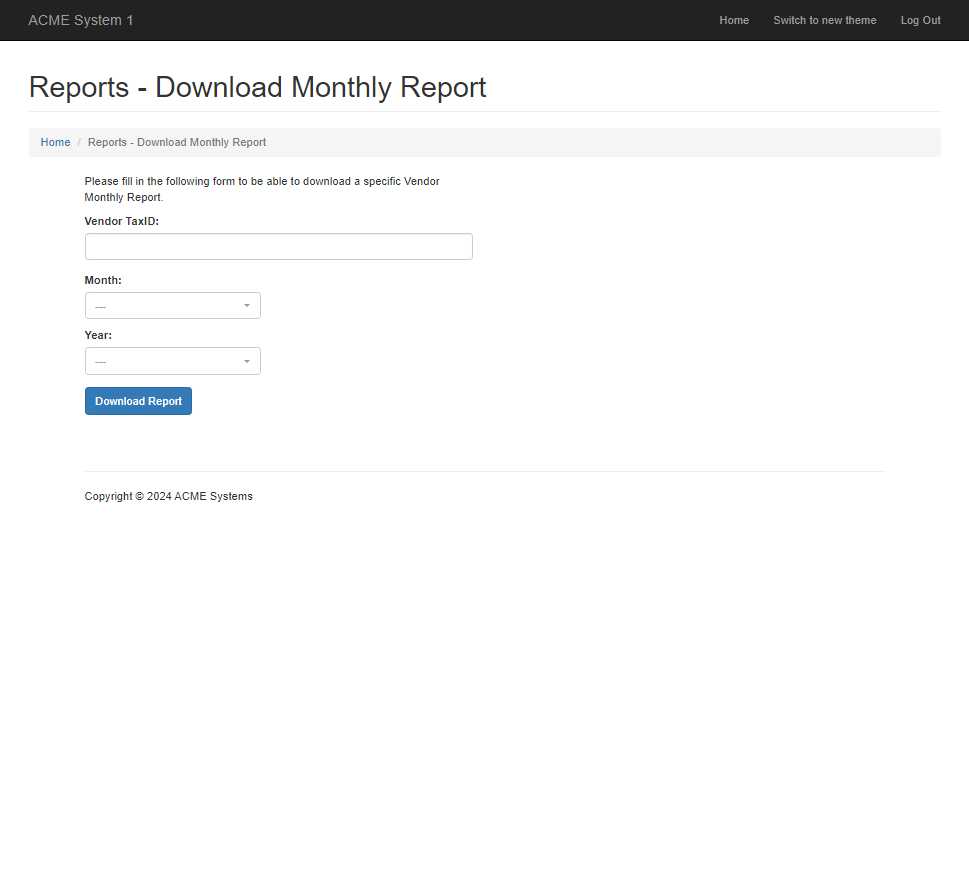 ACME System 1
Home
Switch to new theme
Log Out
Reports - Download Monthly Report
Home / Reports - Download Monthly Report
Please fill in the following form to be able to download a specific Vendor
Monthly Report.
Vendor TaxID:
Month:
---
Year:
---
Download Report
Copyright © 2024 ACME Systems